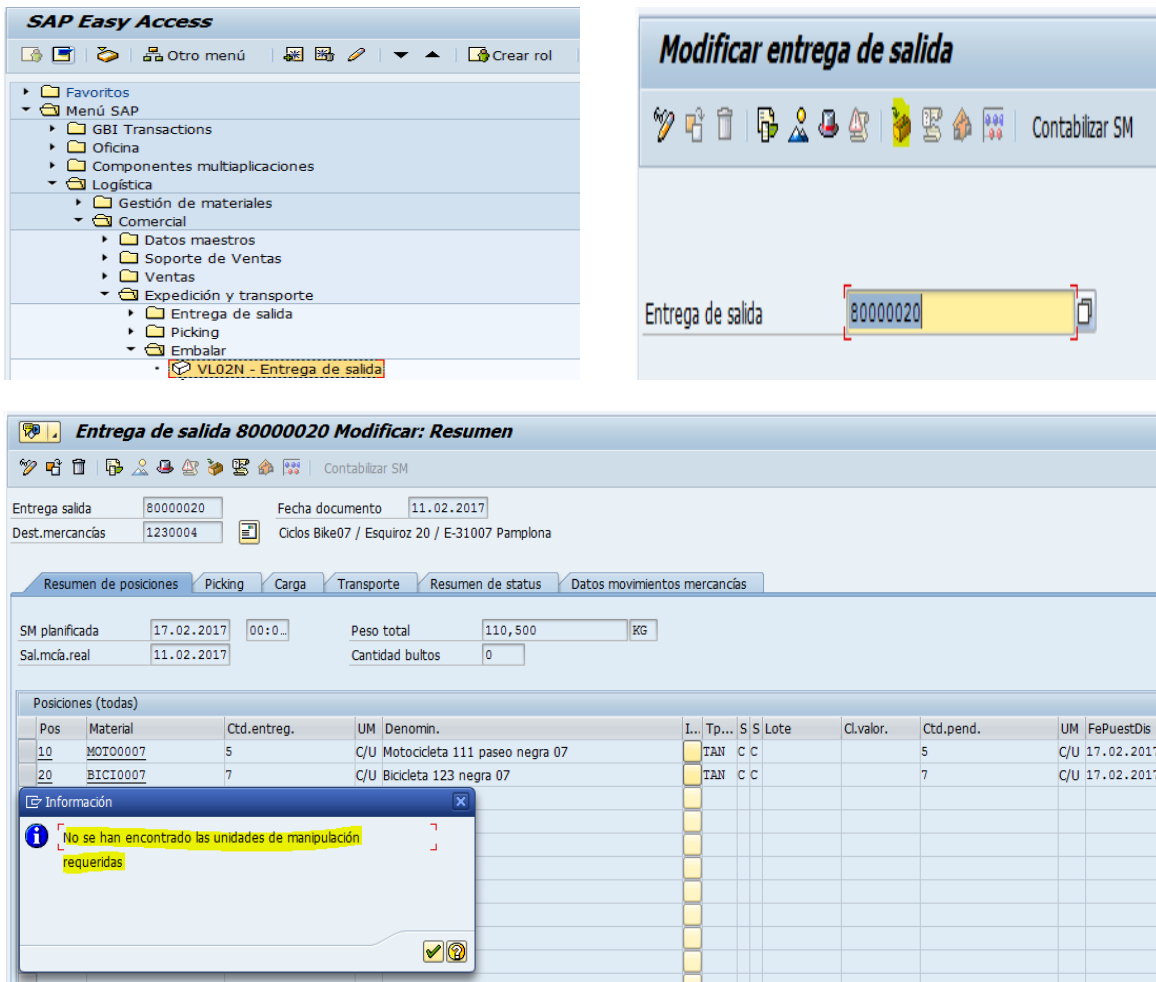 SAP Easy Access
Otro menú
Crear rol
Favoritos
Menú SAP
GBI Transactions
Oficina
Componentes multiaplicaciones
Logística
Gestión de materiales
Comercial
Datos maestros
Soporte de Ventas
Ventas
Expedición y transporte
Entrega de salida
Picking
Embalar
VL02N - Entrega de salida
Modificar entrega de salida
Contabilizar SM
Entrega de salida 80000020
Entrega de salida 80000020 Modificar: Resumen
Contabilizar SM
Entrega salida 80000020 Fecha documento 11.02.2017
Dest.mercancías 1230004 Ciclos Bike07 / Esquiroz 20 / E-31007 Pamplona
Resumen de posiciones Picking Carga Transporte Resumen de status Datos movimientos mercancías
SM planificada 17.02.2017 00:0… Peso total 110,500 KG
Sal.mcía.real 11.02.2017 Cantidad bultos 0
Posiciones (todas)
Pos Material Ctd.entreg. UM Denomin. I... Tp... S S Lote Cl.valor. Ctd.pend. UM FePuestDis
10 MOTO0007 5 C/U Motocicleta 111 paseo negra 07 TAN C C 5 C/U 17.02.2017
20 BICI0007 7 C/U Bicicleta 123 negra 07 TAN C C 7 C/U 17.02.2017
Información
No se han encontrado las unidades de manipulación
requeridas